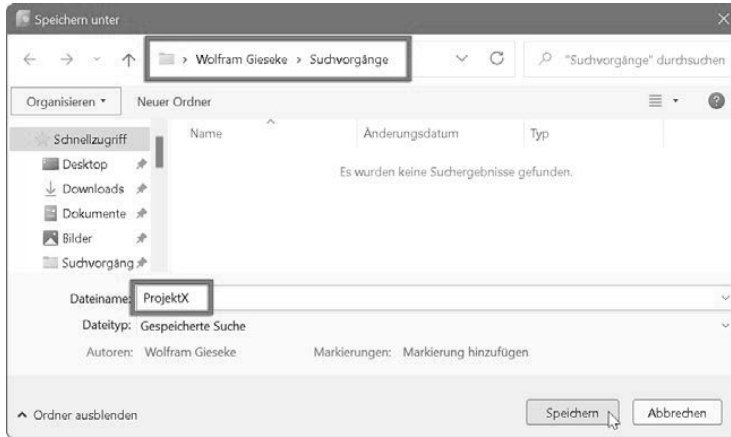 Speichern unter
Wolfram Gieseke > Suchvorgänge
"Suchvorgänge" durchsuchen
Organisieren
Neuer Ordner
Name Änderungsdatum Typ
Schnellzugriff
Es wurden keine Suchergebnisse gefunden.
Desktop
Downloads
Dokumente
Bilder
Suchvorgäng
Dateiname: ProjektX
Dateityp: Gespeicherte Suche
Autoren: Wolfram Gieseke Markierungen: Markierung hinzufügen
Ordner ausblenden
Speichern
Abbrechen